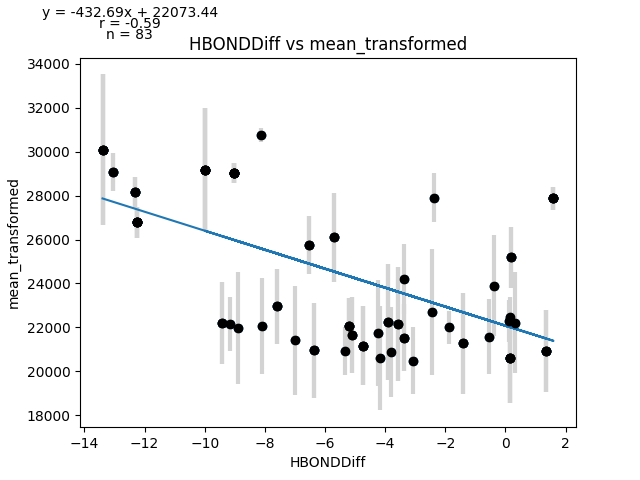 y = -432.69x + 22073.44
r = -0.59
n = 83
HBONDDiff vs mean_transformed
34000
32000
30000
28000
26000
24000
22000
20000
18000
mean_transformed
−14 −12 −10 −8 −6 −4 −2 0 2
HBONDDiff